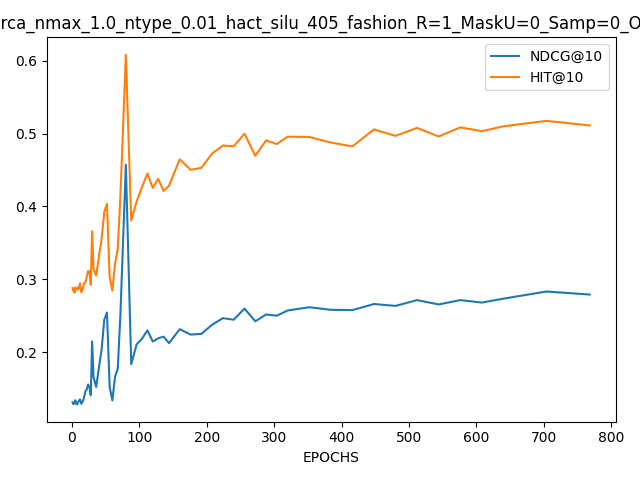 rca_nmax_1.0_ntype_0.01_hact_silu_405_fashion_R=1_MaskU=0_Samp=0_O
NDCG@10
HIT@10
0.6
0.5
0.4
0.3
0.2
0 100 200 300 400 500 600 700 800
EPOCHS